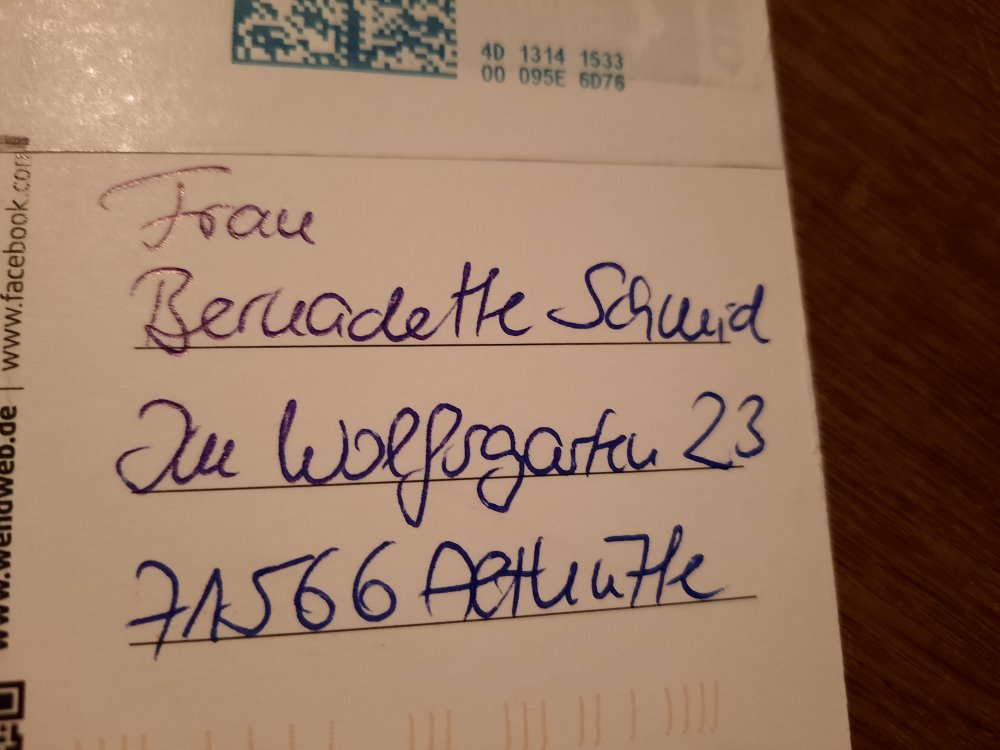 4D 1314 1533
00 095E 6D76
Frau
Bernadette Schmid
Im Wolfsgarten 23
71566 Althütte
www.wendweb.de | www.facebook.com